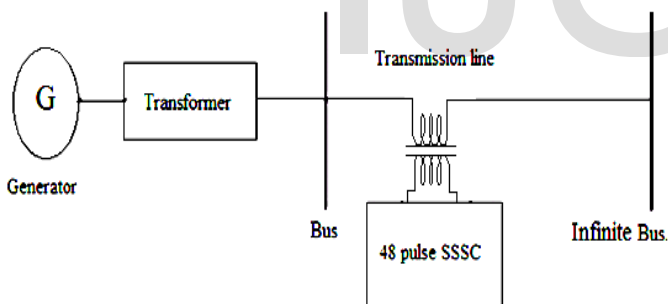 Transmission line
G
Transformer
Generator
Bus
48 pulse SSSC
Infinite Bus.